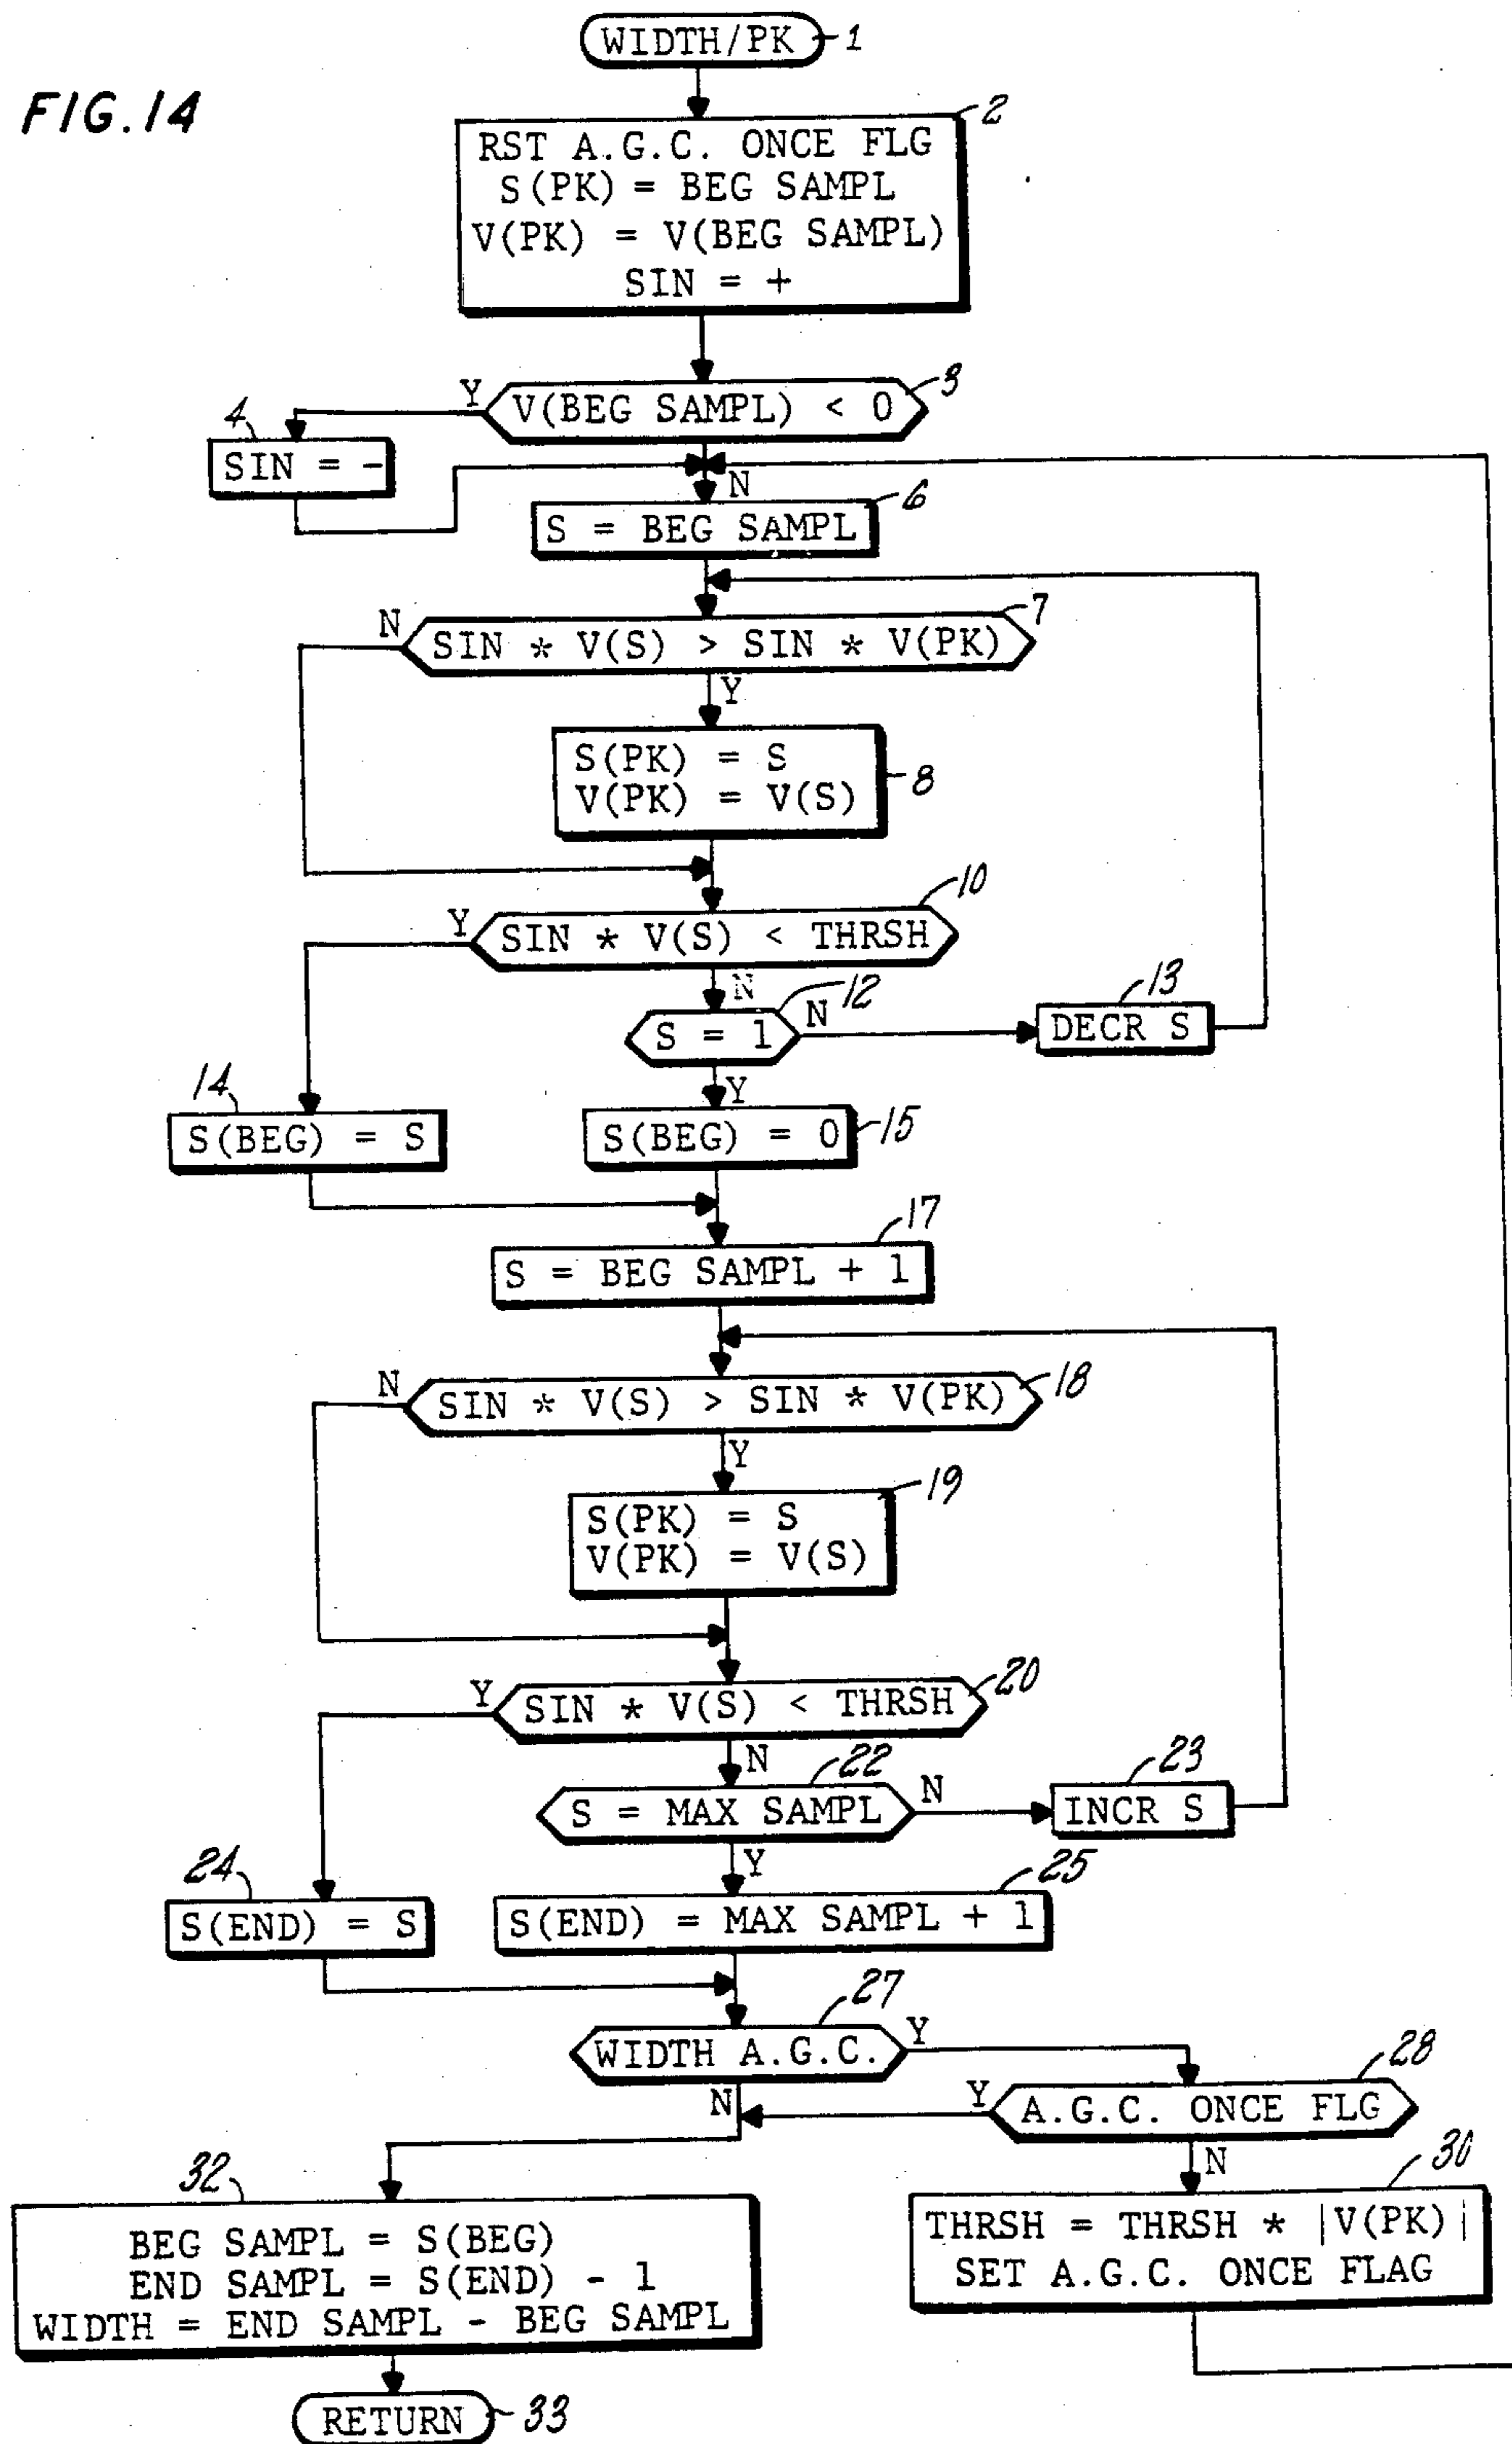 FIG.14
WIDTH/PK
1
2
RST A.G.C. ONCE FLG
S(PK) = BEG SAMPL
V(PK) = V(BEG SAMPL)
SIN = +
Y
V(BEG SAMPL) < 0
3
4
SIN = -
N
6
S = BEG SAMPL
7
N
SIN * V(S) > SIN * V(PK)
Y
S(PK) = S
V(PK) = V(S)
8
10
Y
SIN * V(S) < THRSH
N
12
S = 1
N
13
DECR S
Y
14
S(BEG) = S
S(BEG) = 0
15
17
S = BEG SAMPL + 1
N
SIN * V(S) > SIN * V(PK)
18
Y
19
S(PK) = S
V(PK) = V(S)
20
Y
SIN * V(S) < THRSH
N
22
S = MAX SAMPL
N
23
INCR S
Y
24
S(END) = S
25
S(END) = MAX SAMPL + 1
27
WIDTH A.G.C.
Y
28
N
Y
A.G.C. ONCE FLG
N
30
THRSH = THRSH * |V(PK)|
SET A.G.C. ONCE FLAG
32
BEG SAMPL = S(BEG)
END SAMPL = S(END) - 1
WIDTH = END SAMPL - BEG SAMPL
RETURN
33